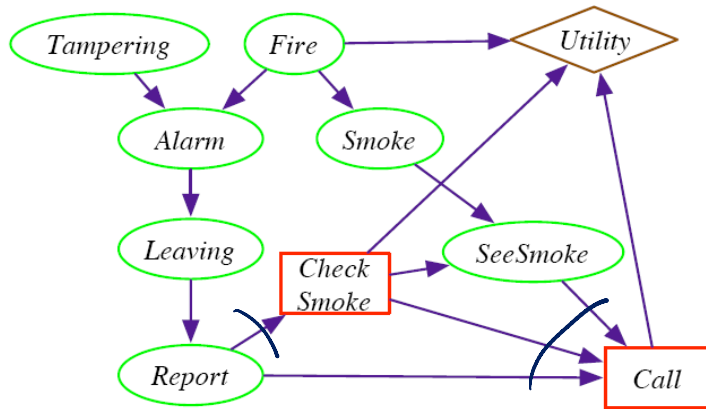 Tampering
Fire
Utility
Alarm
Smoke
Leaving
Check
Smoke
SeeSmoke
Report
Call